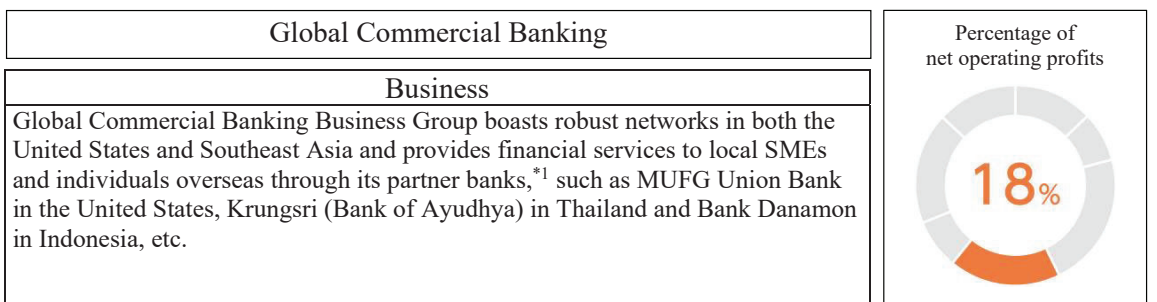 Global Commercial Banking
Business
Global Commercial Banking Business Group boasts robust networks in both the
United States and Southeast Asia and provides financial services to local SMEs
and individuals overseas through its partner banks,*1 such as MUFG Union Bank
in the United States, Krungsri (Bank of Ayudhya) in Thailand and Bank Danamon
in Indonesia, etc.
Percentage of
net operating profits
18%